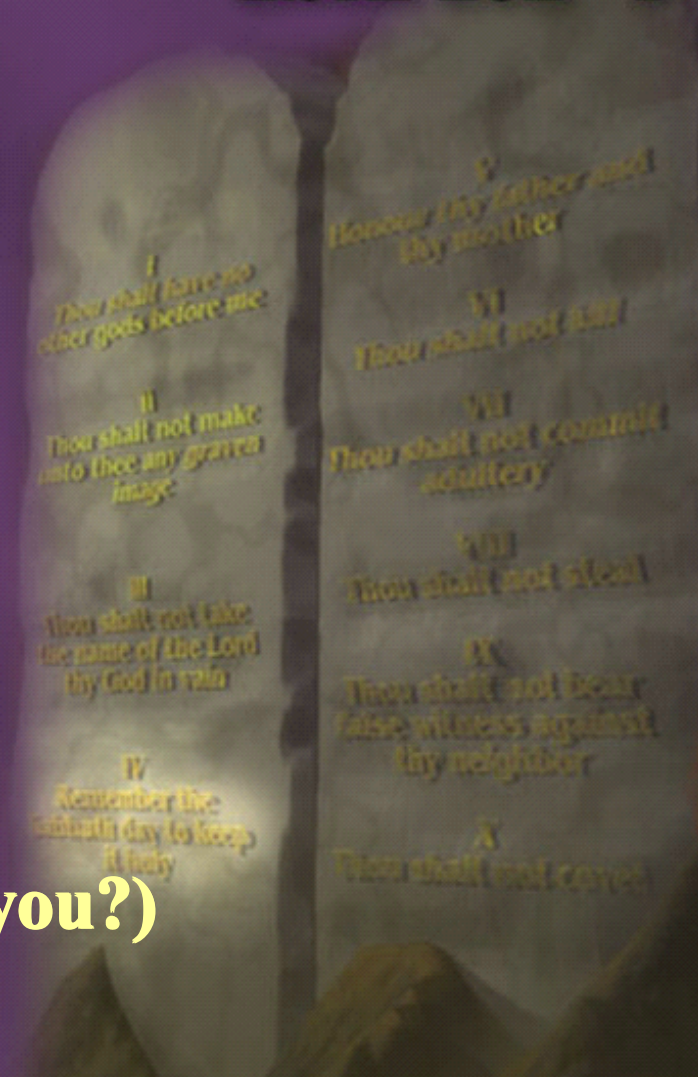 I
Thou shall have no
other gods before me
II
Thou shalt not make
unto thee any graven
image
III
Thou shalt not take
the name of the Lord
thy God in vain
IV
Remember the
Sabbath day to keep
it holy
V
Honour thy father and
thy mother
VI
Thou shalt not kill
VII
Thou shalt not commit
adultery
VIII
Thou shalt not steal
IX
Thou shalt not bear
false witness against
thy neighbor
X
Thou shalt not covet
you?)